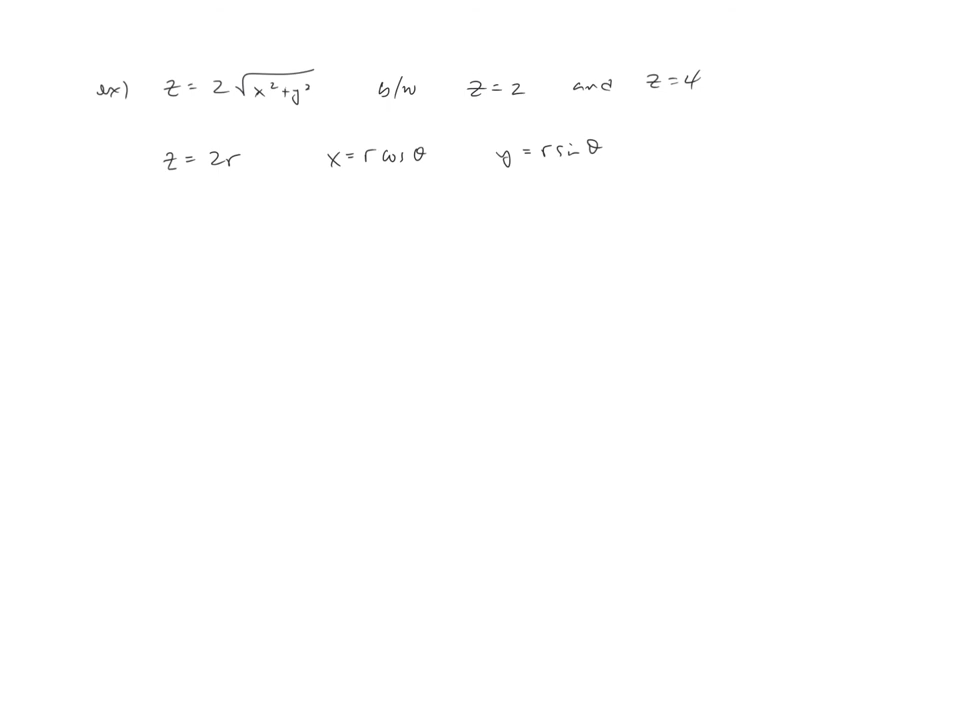 ex) z = 2√(x²+y²) b/w z = 2 and z = 4
z = 2r x = r cos θ y = r sin θ